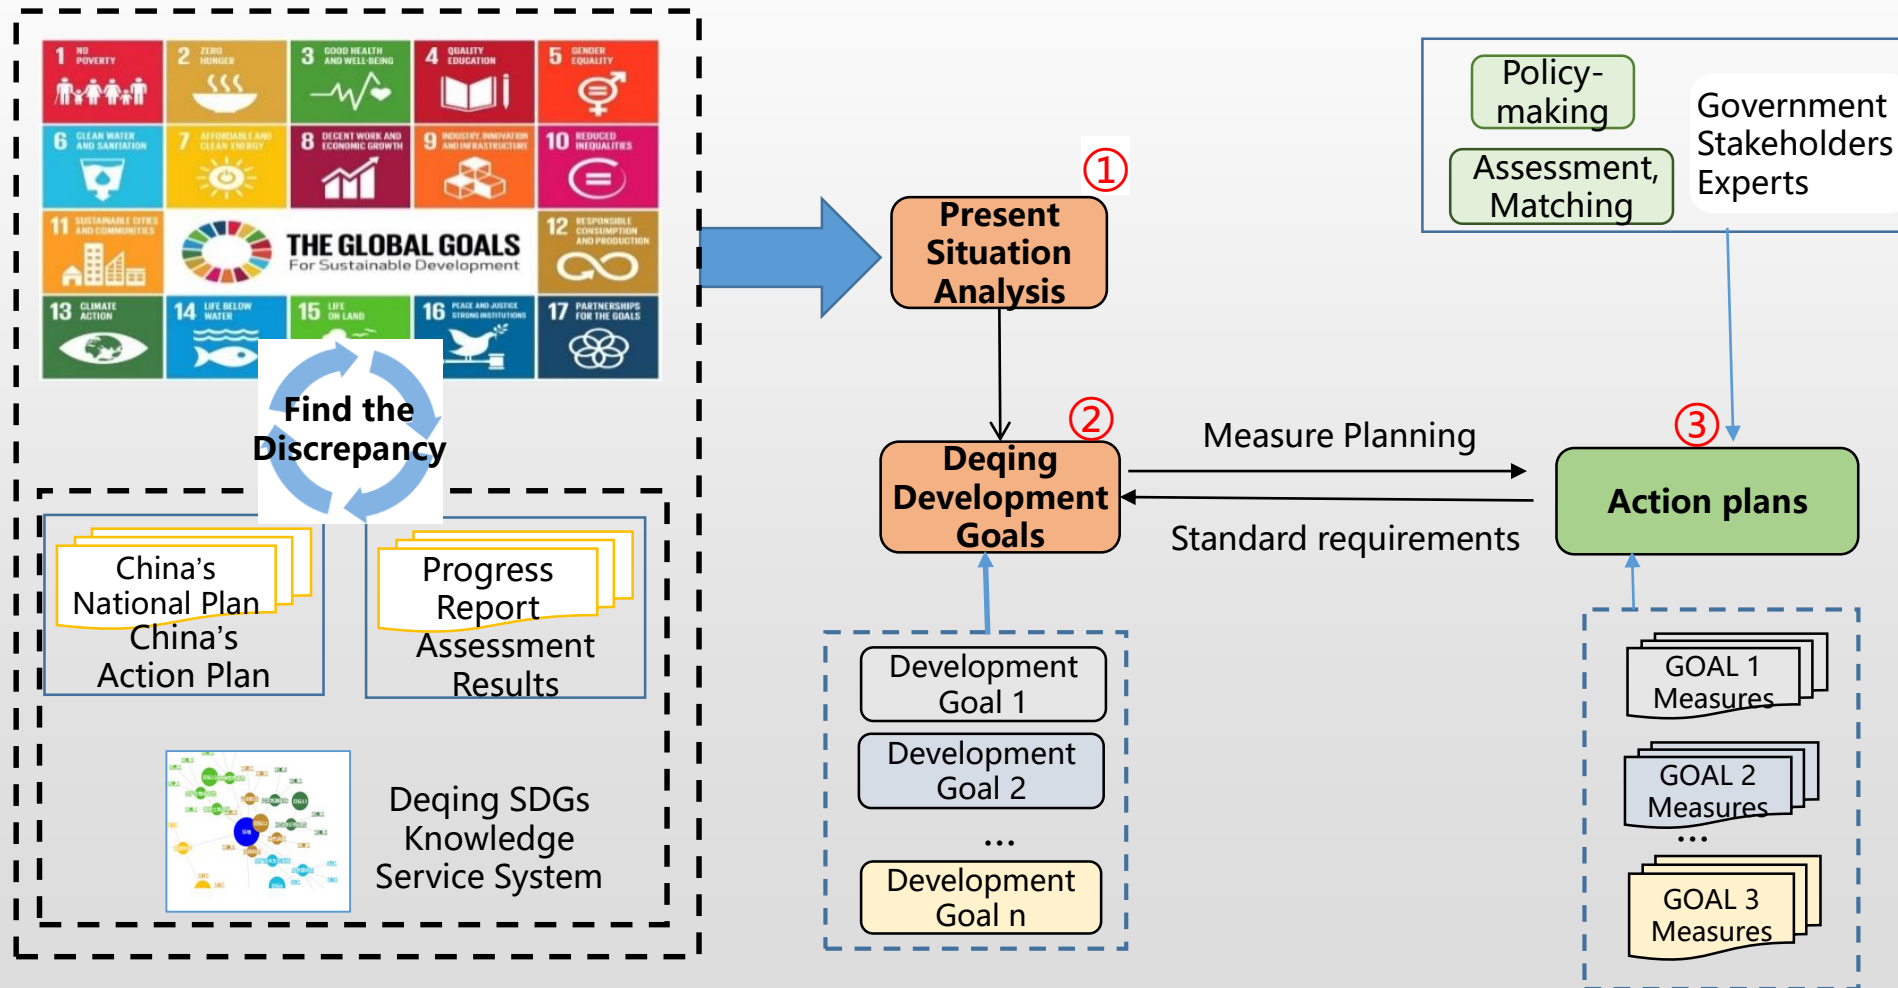 1 NO POVERTY
2 ZERO HUNGER
3 GOOD HEALTH AND WELL-BEING
4 QUALITY EDUCATION
5 GENDER EQUALITY
6 CLEAN WATER AND SANITATION
7 AFFORDABLE AND CLEAN ENERGY
8 DECENT WORK AND ECONOMIC GROWTH
9 INDUSTRY, INNOVATION AND INFRASTRUCTURE
10 REDUCED INEQUALITIES
11 SUSTAINABLE CITIES AND COMMUNITIES
THE GLOBAL GOALS
For Sustainable Development
12 RESPONSIBLE CONSUMPTION AND PRODUCTION
13 CLIMATE ACTION
14 LIFE BELOW WATER
15 LIFE ON LAND
16 PEACE AND JUSTICE STRONG INSTITUTIONS
17 PARTNERSHIPS FOR THE GOALS
Find the
Discrepancy
China’s
National Plan
China’s
Action Plan
Progress
Report
Assessment
Results
Deqing SDGs
Knowledge
Service System
①
Present
Situation
Analysis
②
Deqing
Development
Goals
Development
Goal 1
Development
Goal 2
...
Development
Goal n
Measure Planning
Standard requirements
Policy-
making
Assessment,
Matching
Government
Stakeholders
Experts
③
Action plans
GOAL 1
Measures
GOAL 2
Measures
...
GOAL 3
Measures